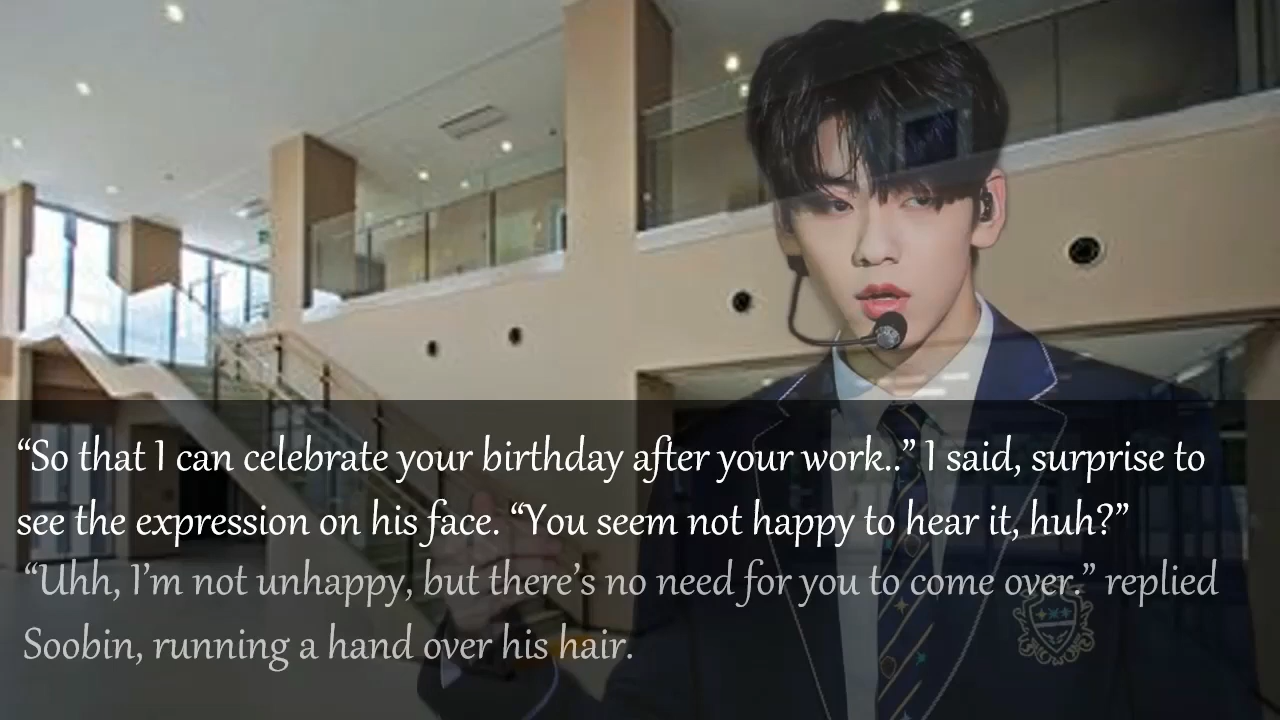 “So that I can celebrate your birthday after your work..” I said, surprise to
see the expression on his face. “You seem not happy to hear it, huh?”
“Uhh, I’m not unhappy, but there’s no need for you to come over.” replied
Soobin, running a hand over his hair.